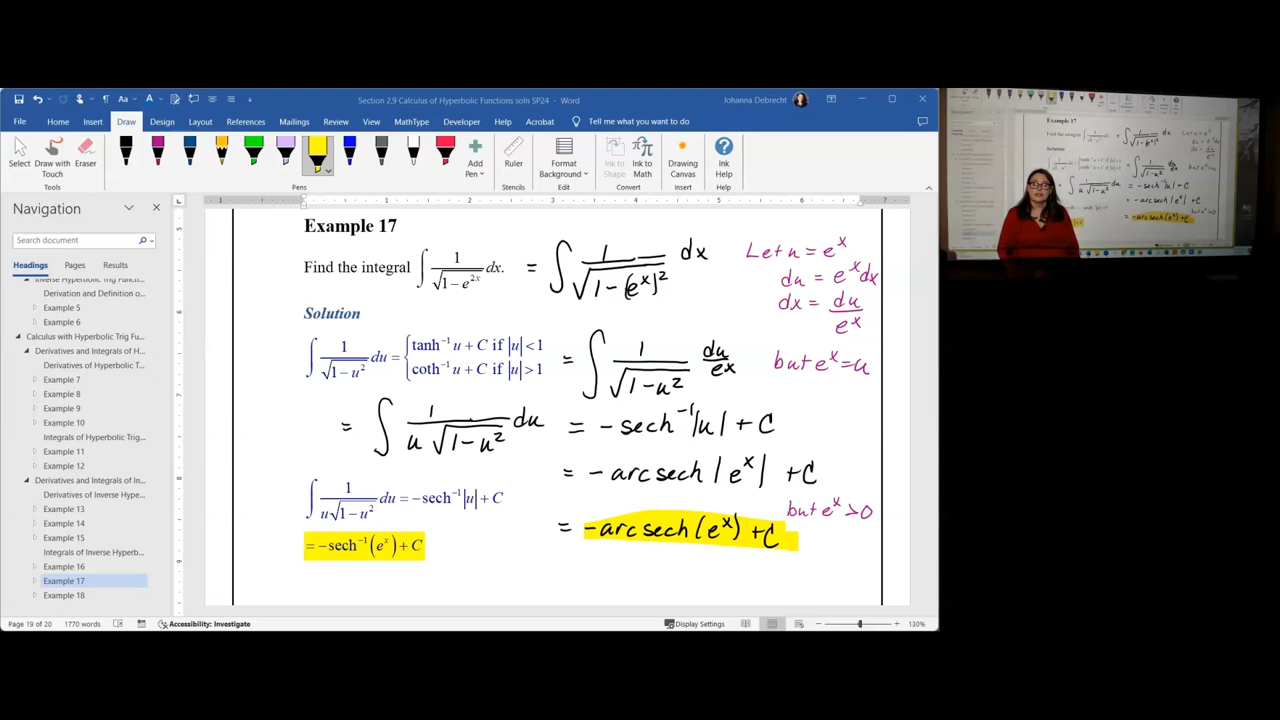 Section 2.9 Calculus of Hyperbolic Functions soln SP24 - Word
Johanna Debrecht
File Home Insert Draw Design Layout References Mailings Review View MathType Developer Help Acrobat Tell me what you want to do
Select
Draw with Touch
Eraser
Add Pen
Ruler
Format Background
Ink to Shape
Ink to Math
Drawing Canvas
Ink Help
Tools
Pens
Stencils
Edit
Convert
Insert
Replay
Navigation
Search document
Headings Pages Results
Inverse Hyperbolic Trig Func...
Derivation and Definition o...
Example 5
Example 6
Calculus with Hyperbolic Trig Fu...
Derivatives and Integrals of H...
Derivatives of Hyperbolic T...
Example 7
Example 8
Example 9
Example 10
Integrals of Hyperbolic Trig...
Example 11
Example 12
Derivatives and Integrals of In...
Derivatives of Inverse Hype...
Example 13
Example 14
Example 15
Integrals of Inverse Hyperb...
Example 16
Example 17
Example 18
Example 17
Find the integral ∫ 1/√(1−e^(2x)) dx. = ∫ 1/√(1−(e^x)²) dx
Let u = e^x
du = e^x dx
dx = du/e^x
Solution
∫ 1/√(1−u²) du = { tanh⁻¹ u + C if |u| < 1
coth⁻¹ u + C if |u| > 1
= ∫ 1/√(1−u²) du/e^x
but e^x = u
= ∫ 1/(u√(1−u²)) du = −sech⁻¹|u| + C
= −arcsech|e^x| + C
∫ 1/(u√(1−u²)) du = −sech⁻¹|u| + C
but e^x > 0
= −arcsech(e^x) + C
= −sech⁻¹(e^x) + C
Page 19 of 20 1770 words Accessibility: Investigate Display Settings 130%